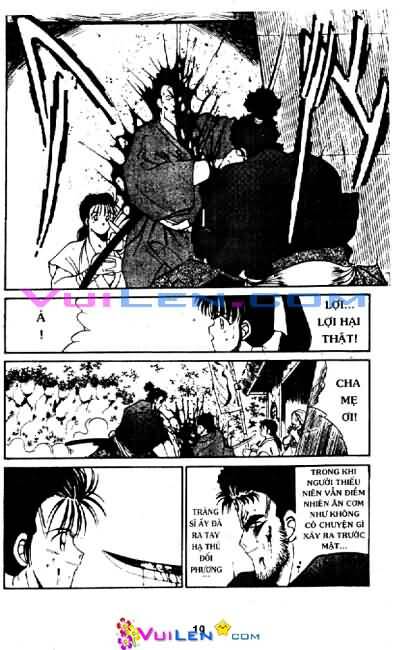 VuiLen.com
Á
!
LỢI...
LỢI HẠI
THẬT!
CHA
MẸ
ƠI!
TRONG KHI
NGƯỜI THIẾU
NIÊN VẪN ĐIỀM
NHIÊN ĂN CƠM
NHƯ KHÔNG
CÓ CHUYỆN GÌ
XẢY RA TRƯỚC
MẶT...
TRÁNG
SĨ ẤY ĐÃ
RA TAY
HẠ THỦ
ĐỐI
PHƯƠNG...
!
!
19
VuiLen.com